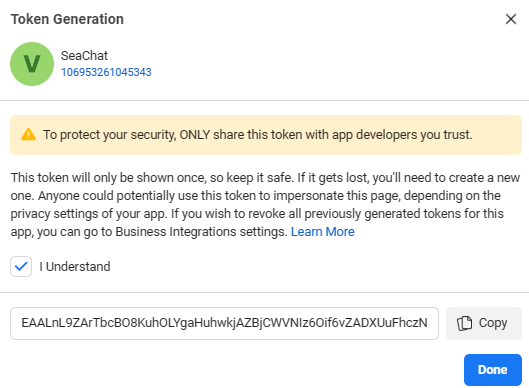 Token Generation
V
SeaChat
106953261045343
To protect your security, ONLY share this token with app developers you trust.
This token will only be shown once, so keep it safe. If it gets lost, you'll need to create a new
one. Anyone could potentially use this token to impersonate this page, depending on the
privacy settings of your app. If you wish to revoke all previously generated tokens for this
app, you can go to Business Integrations settings. Learn More
I Understand
EAALnL9ZArTbcBO8KuhOLYgaHuhwkjAZBjCWVNIz6Oif6vZADXUuFhczN
Copy
Done